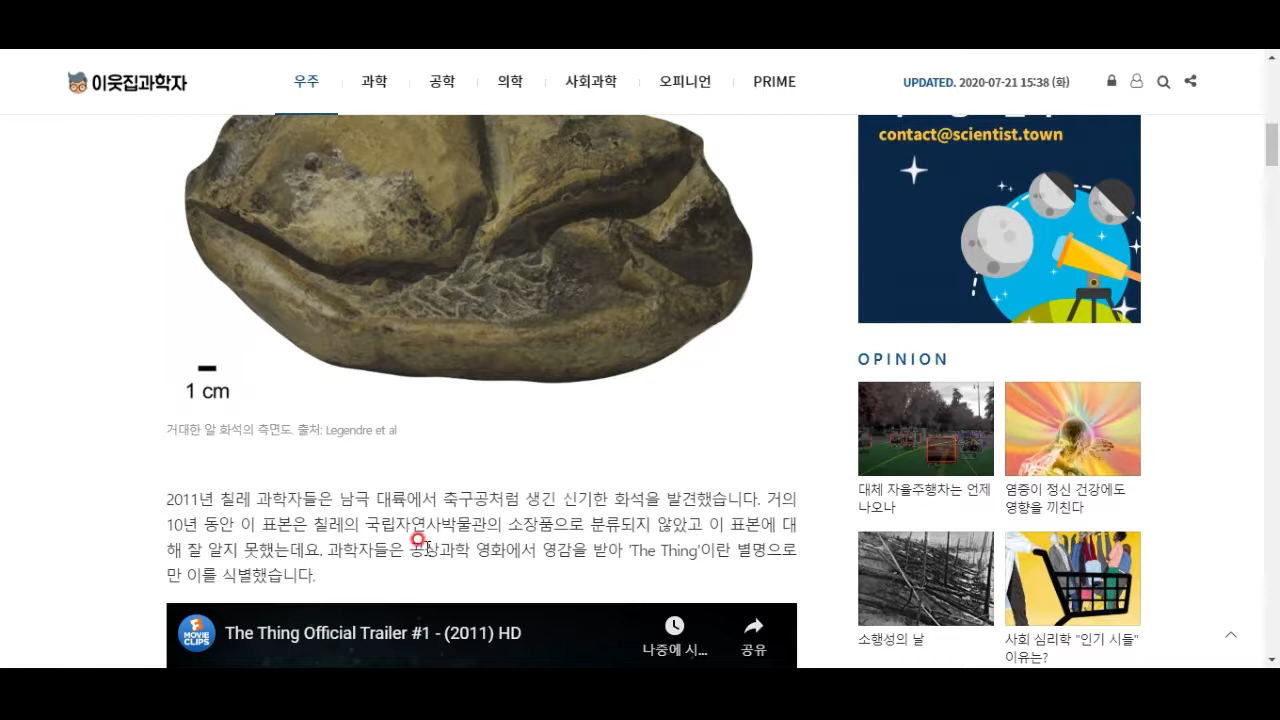 이웃집과학자
우주
과학
공학
의학
사회과학
오피니언
PRIME
UPDATED. 2020-07-21 15:38 (화)
contact@scientist.town
1 cm
거대한 알 화석의 측면도. 출처: Legendre et al
2011년 칠레 과학자들은 남극 대륙에서 축구공처럼 생긴 신기한 화석을 발견했습니다. 거의
10년 동안 이 표본은 칠레의 국립자연사박물관의 소장품으로 분류되지 않았고 이 표본에 대
해 잘 알지 못했는데요. 과학자들은 공상과학 영화에서 영감을 받아 'The Thing'이란 별명으로
만 이를 식별했습니다.
MOVIE
CLIPS
The Thing Official Trailer #1 - (2011) HD
나중에 시...
공유
OPINION
대체 자율주행차는 언제
나오나
염증이 정신 건강에도
영향을 끼친다
소행성의 날
사회 심리학 "인기 시들"
이유는?